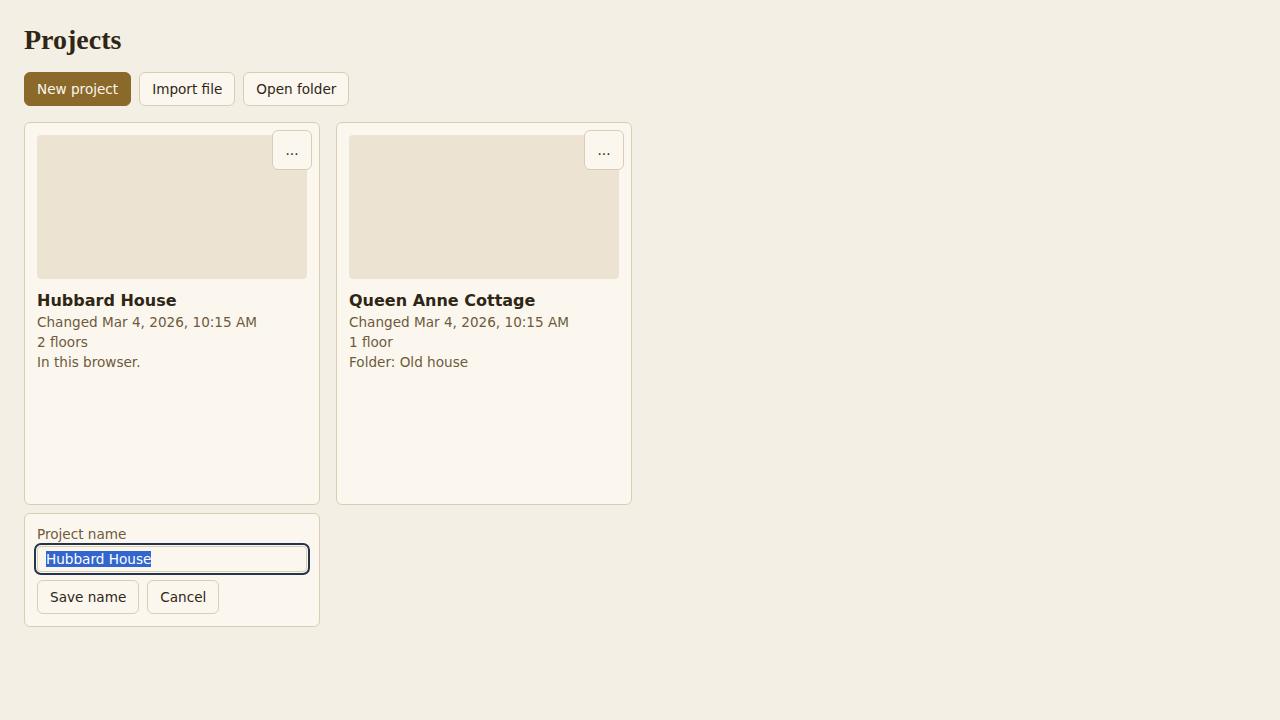 Projects
New project
Import file
Open folder
...
Hubbard House
Changed Mar 4, 2026, 10:15 AM
2 floors
In this browser.
...
Queen Anne Cottage
Changed Mar 4, 2026, 10:15 AM
1 floor
Folder: Old house
Project name
Hubbard House
Save name
Cancel